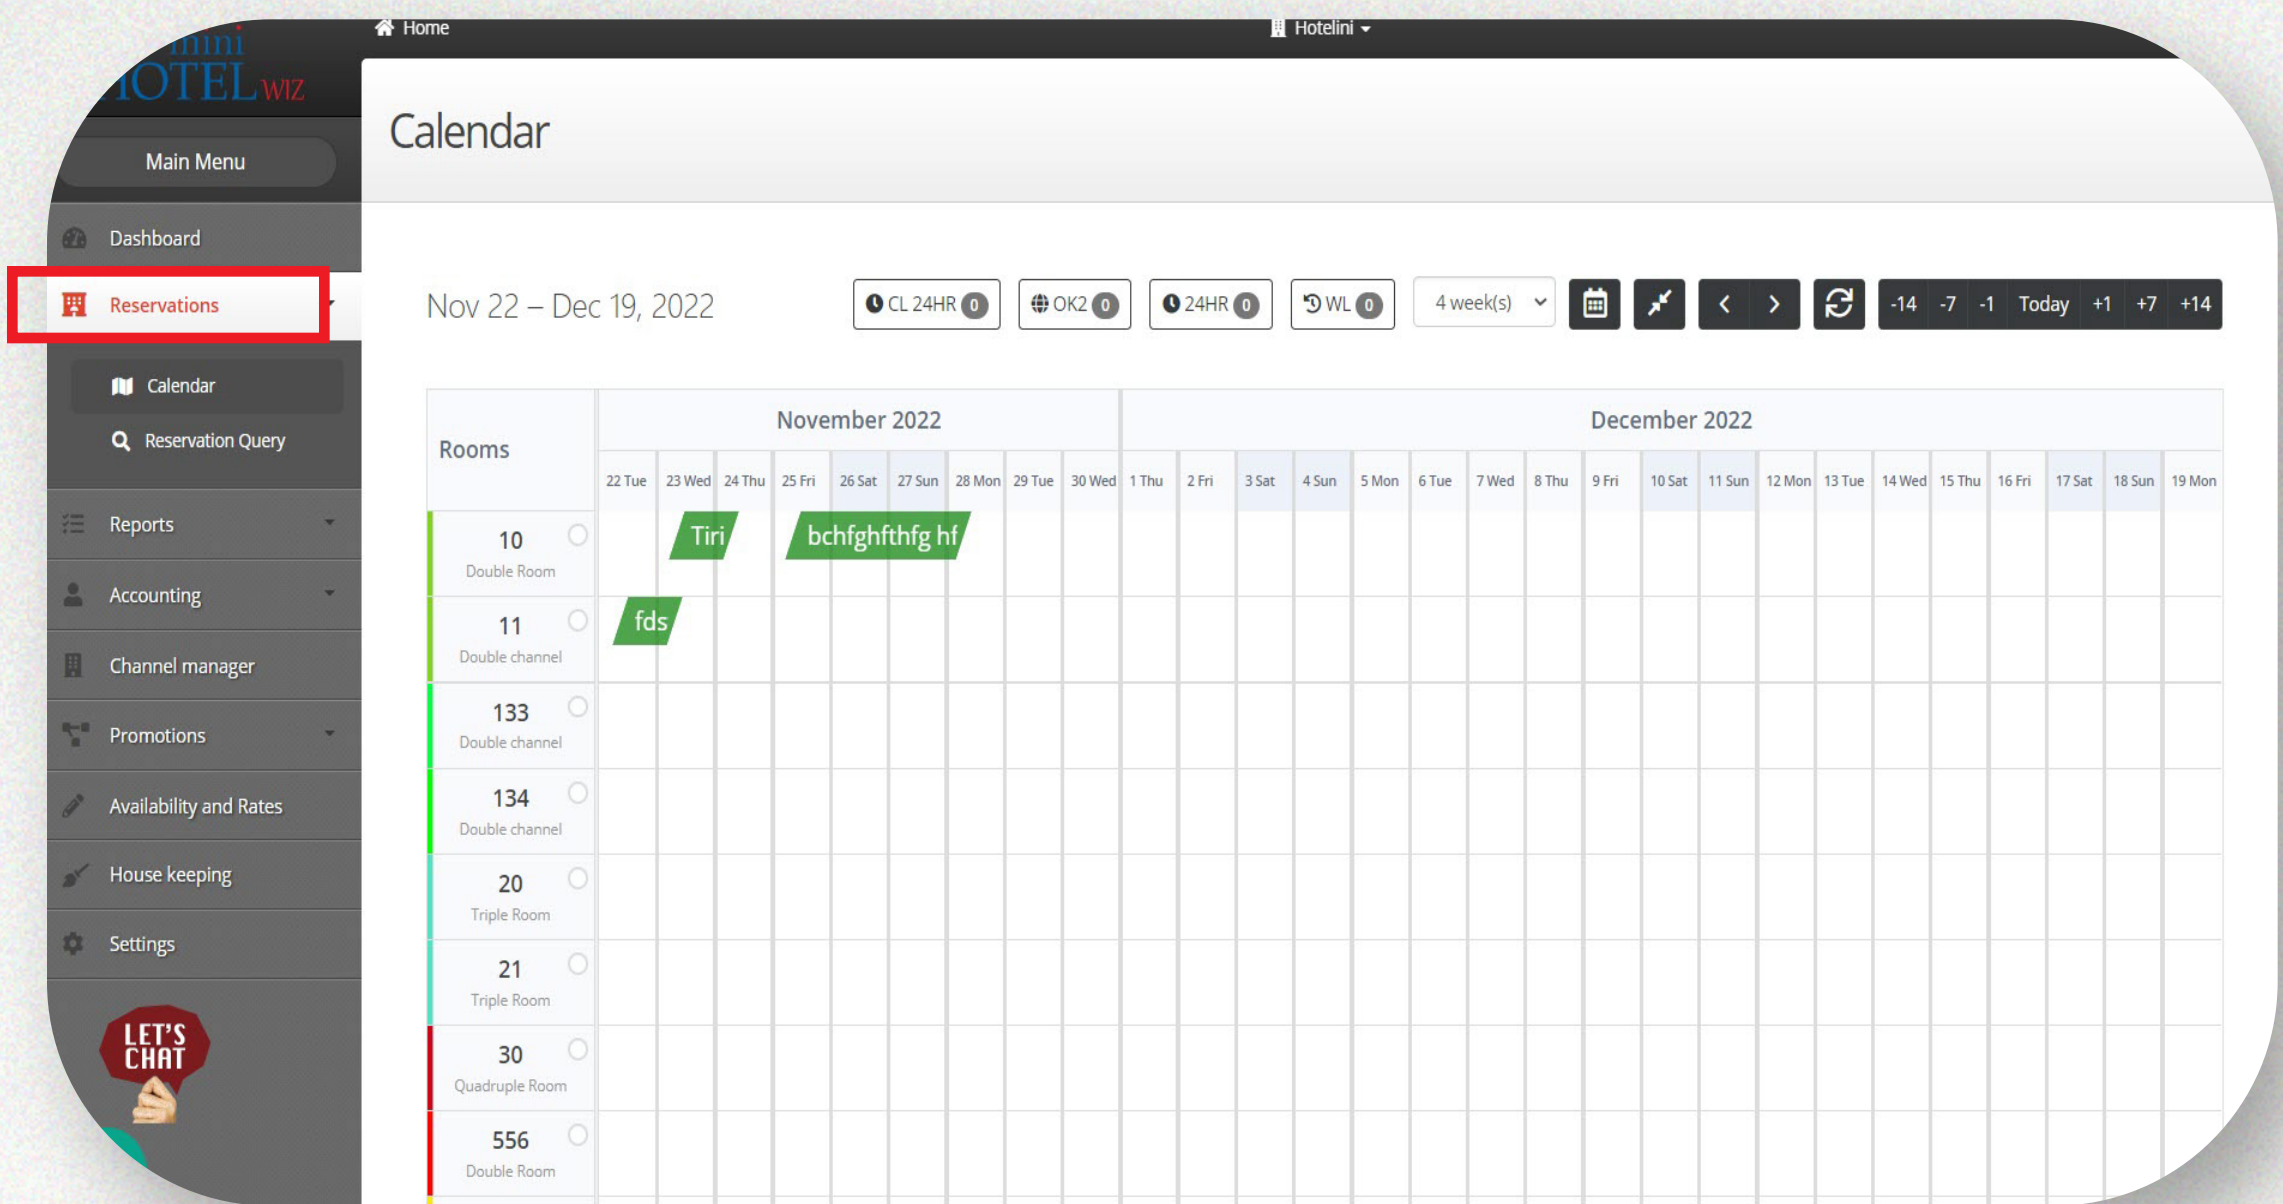 Home
Hotelini
mini
HOTEL WIZ
Main Menu
Calendar
Dashboard
Reservations
Calendar
Reservation Query
Reports
Accounting
Channel manager
Promotions
Availability and Rates
House keeping
Settings
LET'S
CHAT
Nov 22 – Dec 19, 2022
CL 24HR 0
OK2 0
24HR 0
WL 0
4 week(s)
-14 -7 -1 Today +1 +7 +14
Rooms
November 2022
December 2022
22 Tue 23 Wed 24 Thu 25 Fri 26 Sat 27 Sun 28 Mon 29 Tue 30 Wed 1 Thu 2 Fri 3 Sat 4 Sun 5 Mon 6 Tue 7 Wed 8 Thu 9 Fri 10 Sat 11 Sun 12 Mon 13 Tue 14 Wed 15 Thu 16 Fri 17 Sat 18 Sun 19 Mon
10
Double Room
Tiri
bchfghfthfg hf
11
Double channel
fds
133
Double channel
134
Double channel
20
Triple Room
21
Triple Room
30
Quadruple Room
556
Double Room